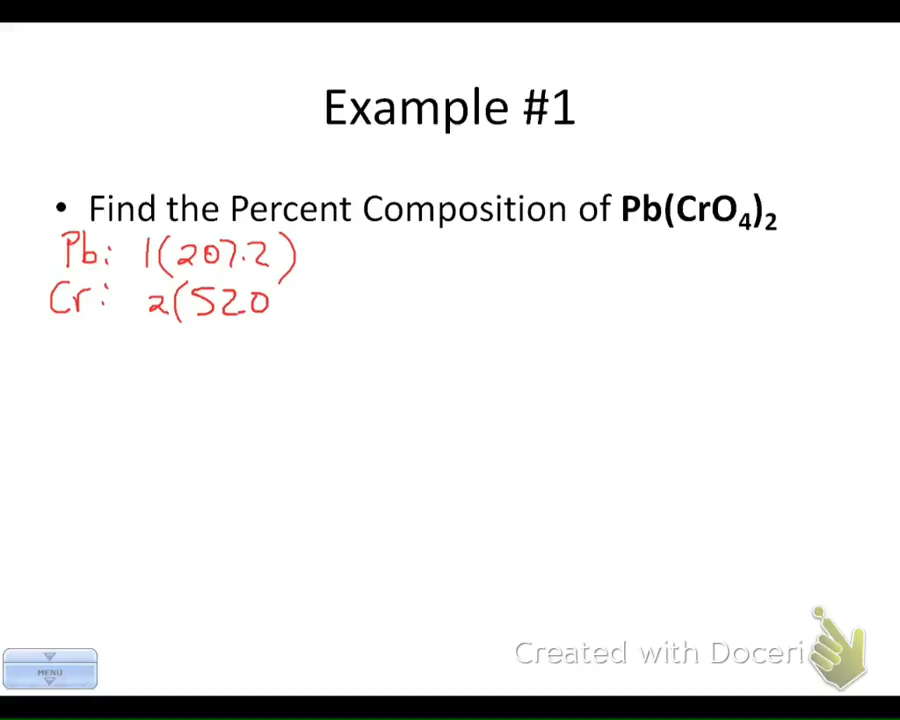 Example #1
• Find the Percent Composition of Pb(CrO₄)₂
Pb: 1(207.2)
Cr: 2(520
Created with Doceri
MENU